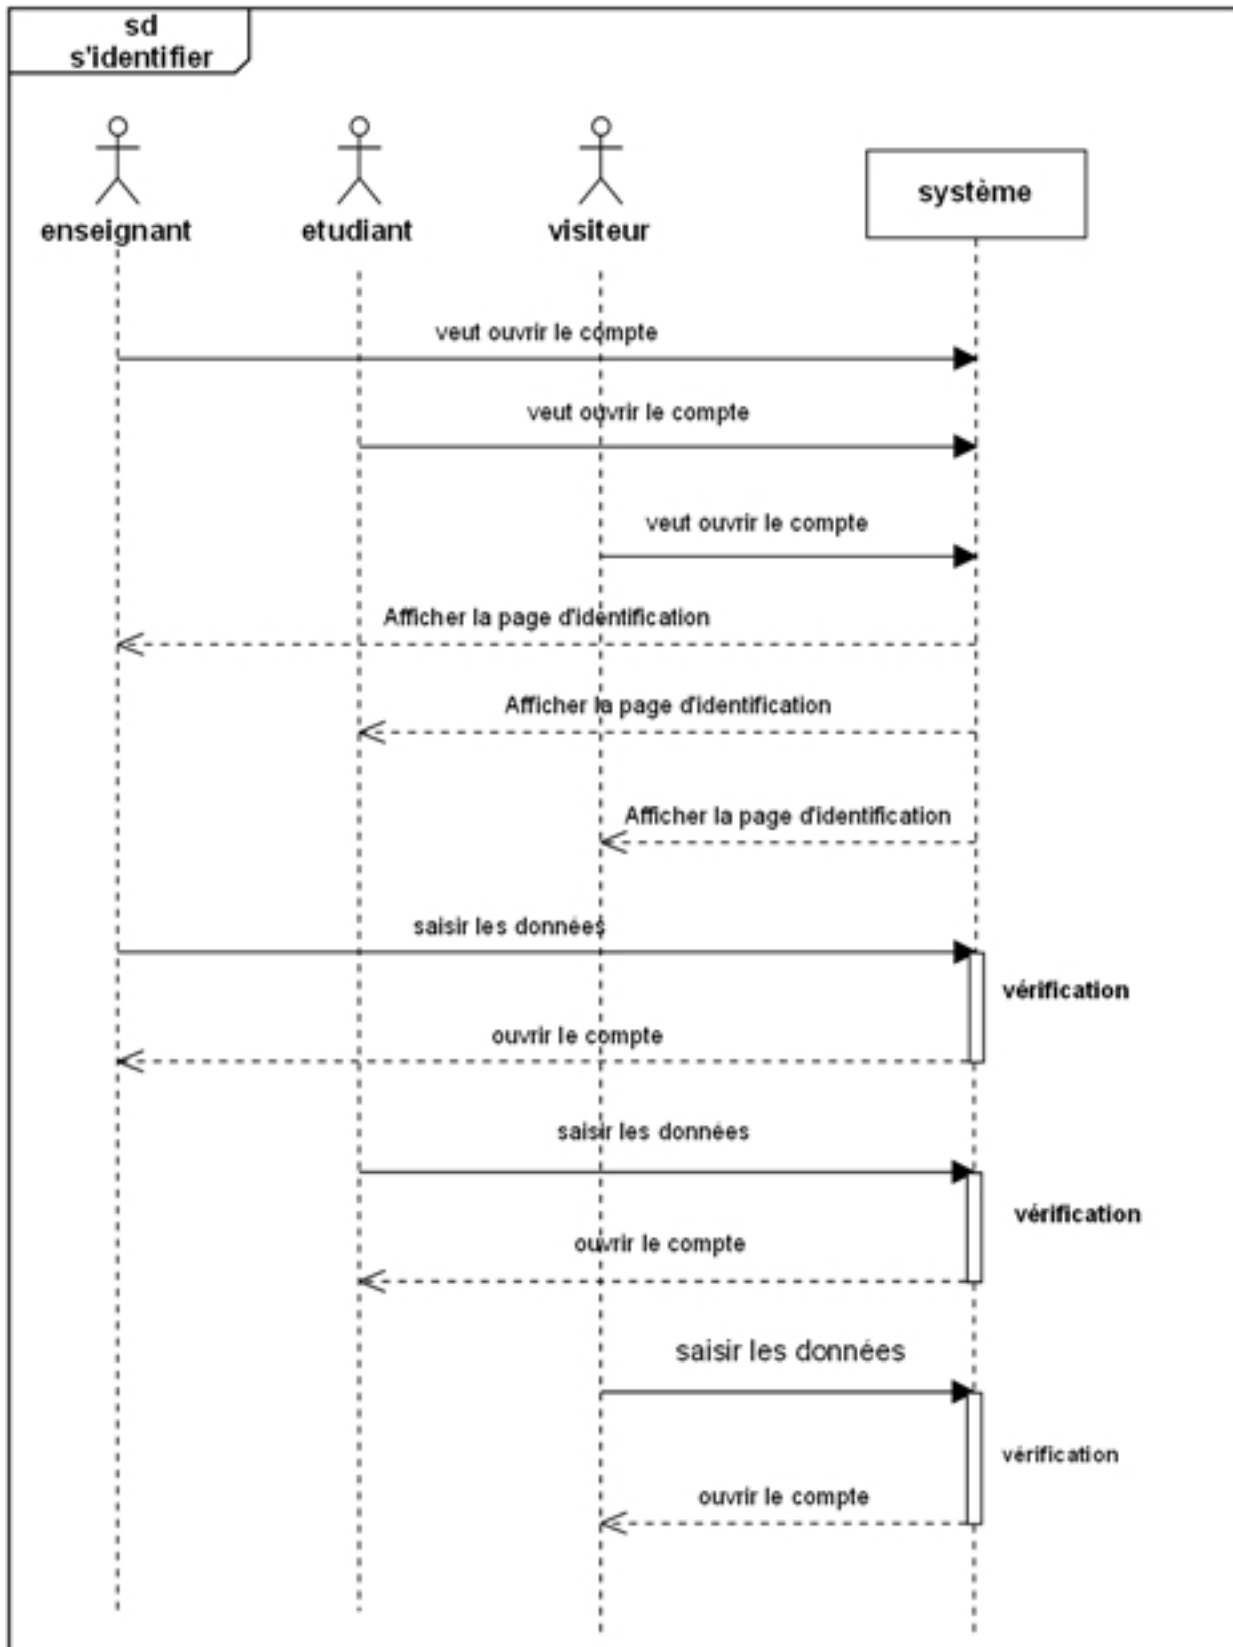 sd
s'identifier
enseignant
etudiant
visiteur
système
veut ouvrir le compte
veut ouvrir le compte
veut ouvrir le compte
Afficher la page d'identification
Afficher la page d'identification
Afficher la page d'identification
saisir les données
vérification
ouvrir le compte
saisir les données
vérification
ouvrir le compte
saisir les données
vérification
ouvrir le compte